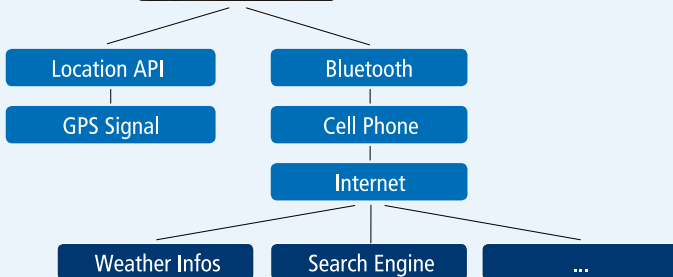 Location API
Bluetooth
GPS Signal
Cell Phone
Internet
Weather Infos
Search Engine
...